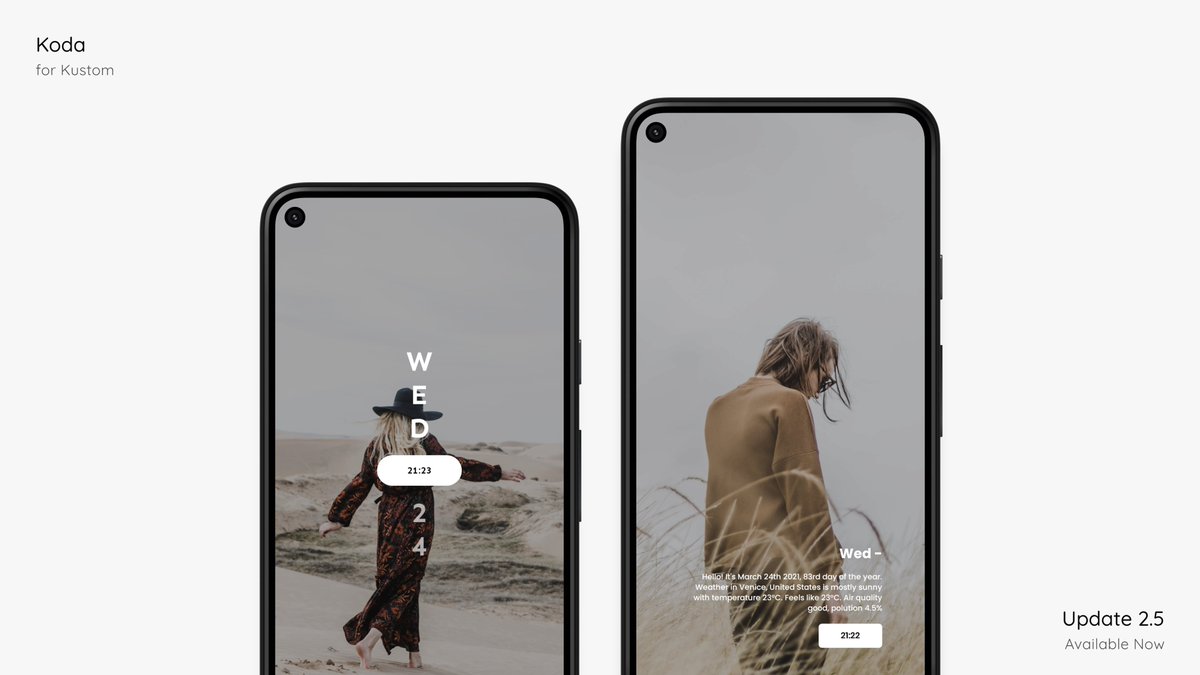 Koda
for Kustom
W
E
D
21:23
2
4
Wed -
Hello! It's March 24th 2021, 83rd day of the year.
Weather in Venice, United States is mostly sunny
with temperature 23°C. Feels like 23°C. Air quality
good, polution 4.5%
21:22
Update 2.5
Available Now